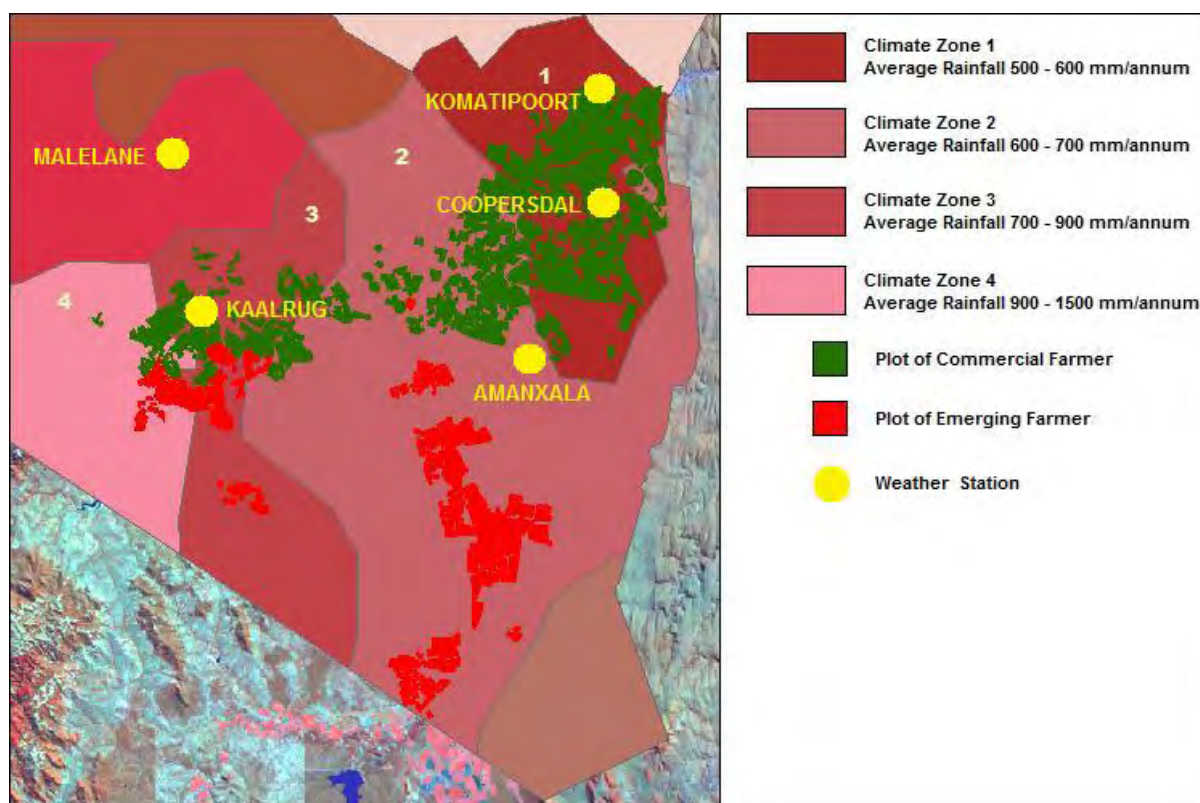 1
KOMATIPOORT
MALELANE
2
3
COOPERSDAL
4
KAALRUG
AMANXALA
Climate Zone 1
Average Rainfall 500 - 600 mm/annum
Climate Zone 2
Average Rainfall 600 - 700 mm/annum
Climate Zone 3
Average Rainfall 700 - 900 mm/annum
Climate Zone 4
Average Rainfall 900 - 1500 mm/annum
Plot of Commercial Farmer
Plot of Emerging Farmer
Weather Station